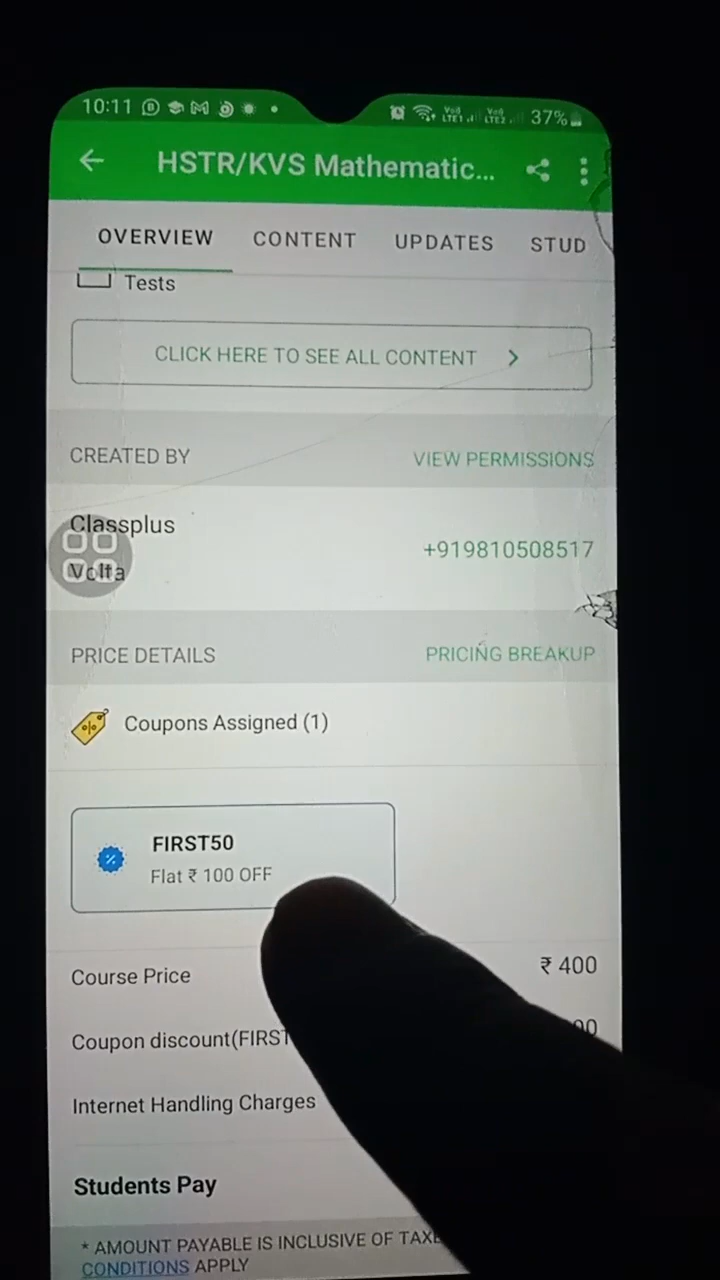 10:11 37%
HSTR/KVS Mathematic...
OVERVIEW CONTENT UPDATES STUD
Tests
CLICK HERE TO SEE ALL CONTENT
CREATED BY VIEW PERMISSIONS
Classplus
Volta
+919810508517
PRICE DETAILS PRICING BREAKUP
Coupons Assigned (1)
FIRST50
Flat ₹ 100 OFF
Course Price ₹ 400
Coupon discount(FIRST
Internet Handling Charges
Students Pay
* AMOUNT PAYABLE IS INCLUSIVE OF TAXE
CONDITIONS APPLY